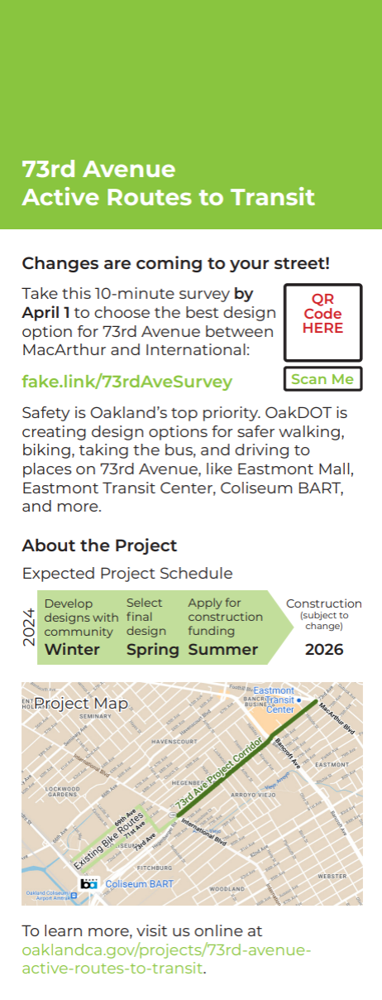 73rd Avenue
Active Routes to Transit
Changes are coming to your street!
Take this 10-minute survey by
April 1 to choose the best design
option for 73rd Avenue between
MacArthur and International:
fake.link/73rdAveSurvey
QR
Code
HERE
Scan Me
Safety is Oakland's top priority. OakDOT is
creating design options for safer walking,
biking, taking the bus, and driving to
places on 73rd Avenue, like Eastmont Mall,
Eastmont Transit Center, Coliseum BART,
and more.
About the Project
Expected Project Schedule
2024
Develop
designs with
community
Winter
Select
final
design
Spring
Apply for
construction
funding
Summer
Construction
(subject to
change)
2026
Project Map
Eastmont
Transit
Center
SEMINARY
HAVENSCOURT
MacArthur Blvd
Bancroft Ave
EASTMONT
73rd Ave Project Corridor
ARROYO VIEJO
LOCKWOOD
GARDENS
International Blvd
69th Ave
71st Ave
73rd Ave
Existing Bike Routes
International Blvd
FITCHBURG
WEBSTER
WOODLAND
ba
Coliseum BART
Oakland Coliseum
Airport Amtrak
To learn more, visit us online at
oaklandca.gov/projects/73rd-avenue-
active-routes-to-transit.